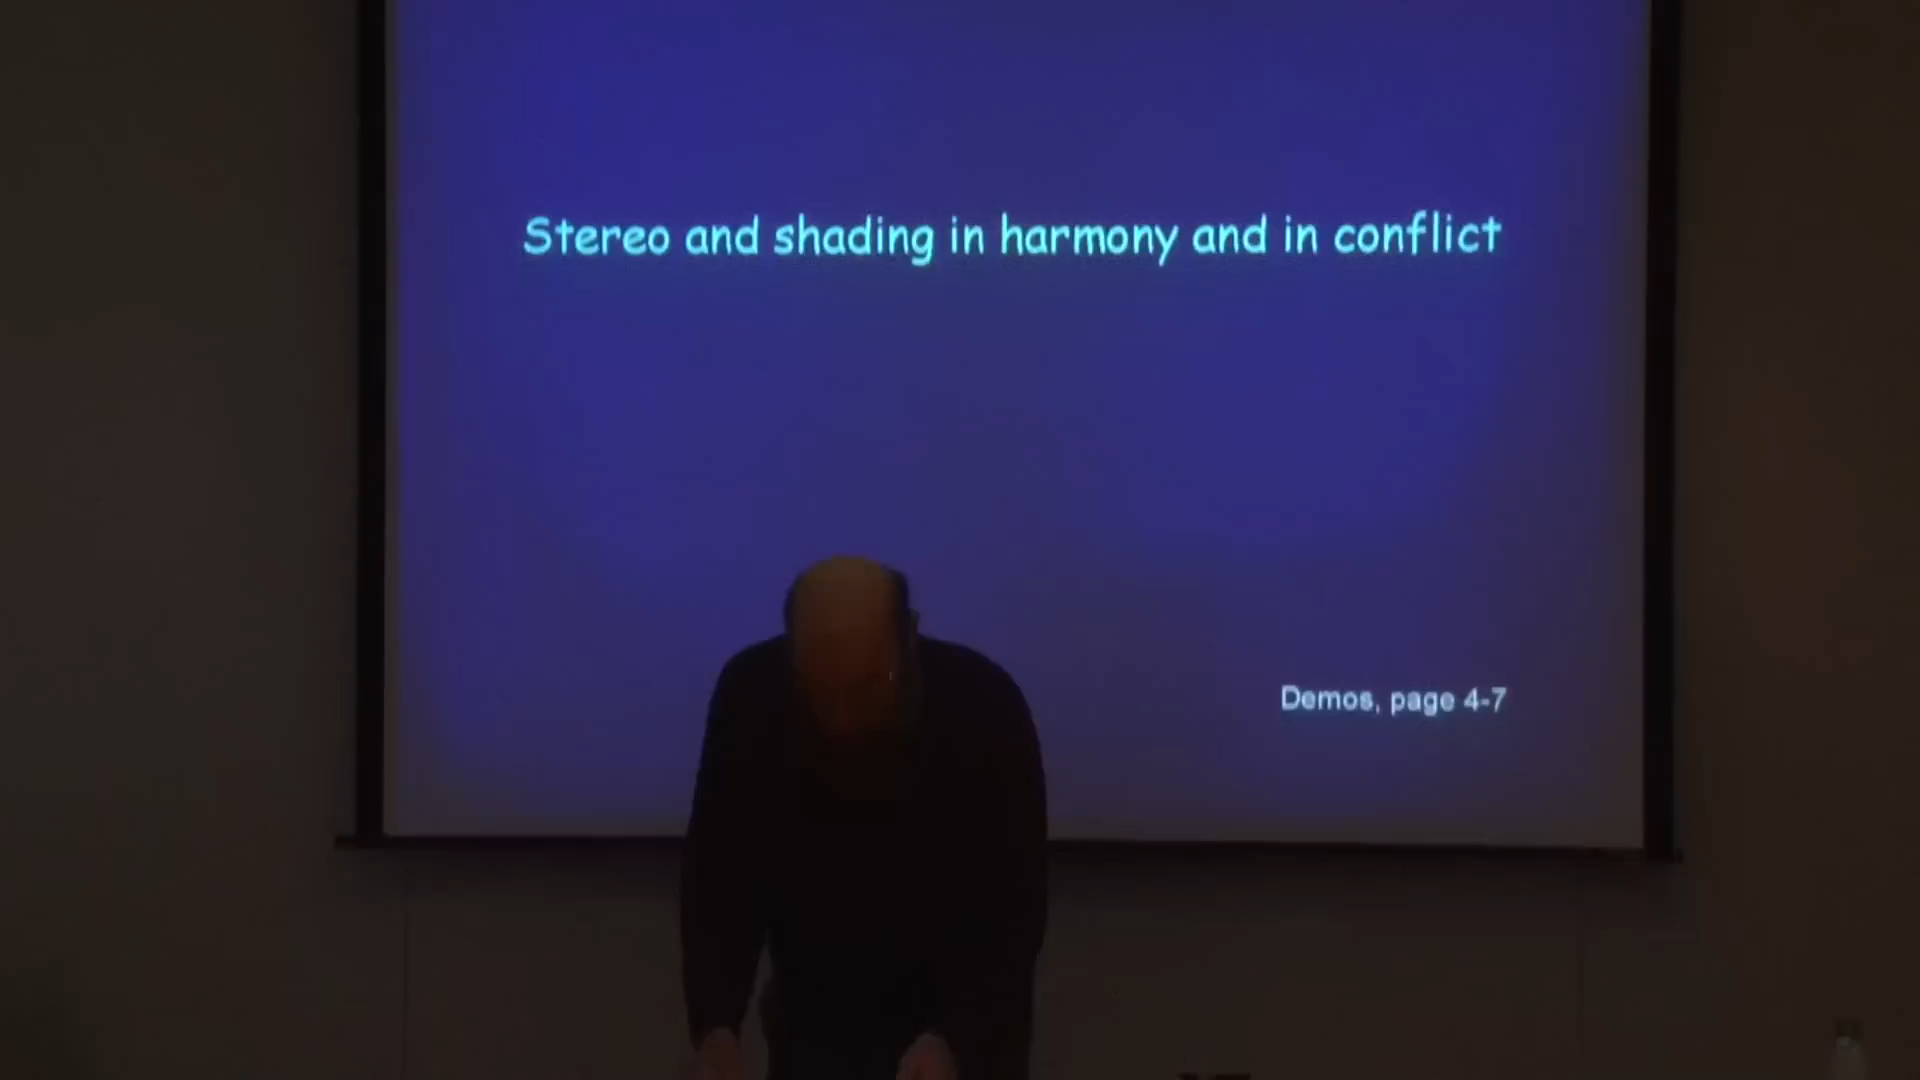 Stereo and shading in harmony and in conflict
Demos, page 4-7